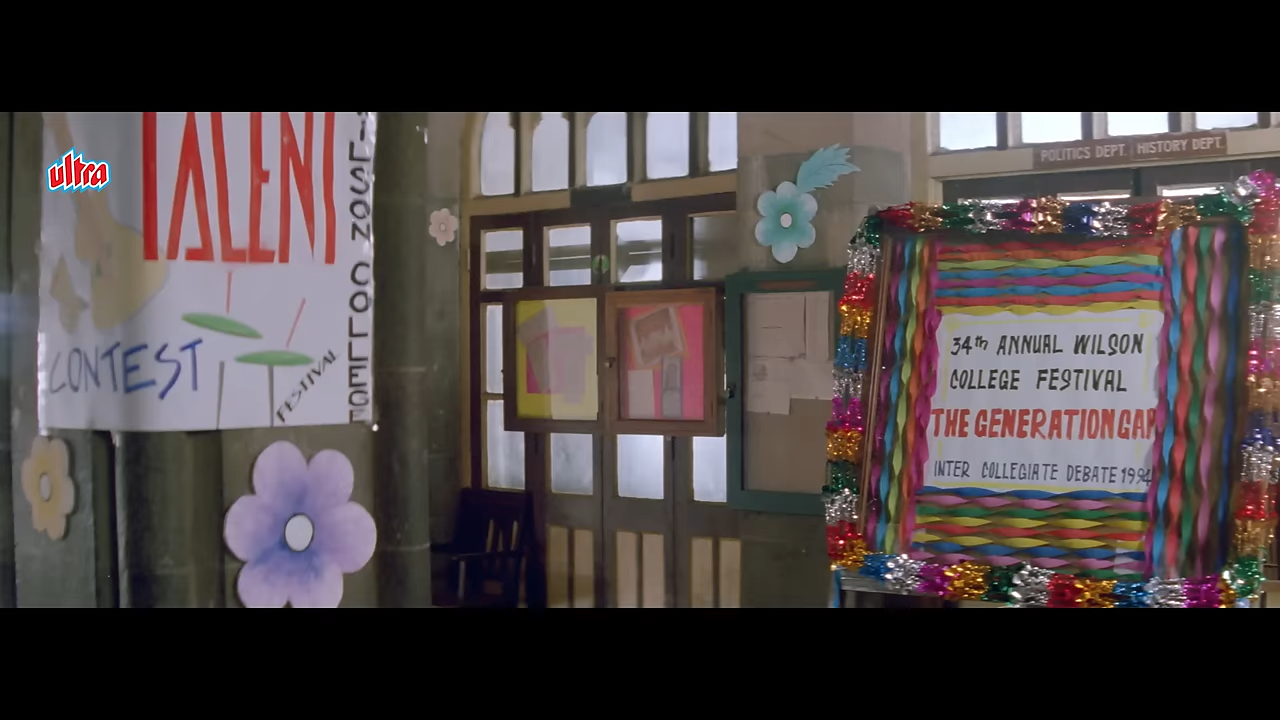 ultra
TALENT
CONTEST
WILSON COLLEGE
FESTIVAL
POLITICS DEPT. HISTORY DEPT.
34th ANNUAL WILSON
COLLEGE FESTIVAL
THE GENERATION GAP
INTER COLLEGIATE DEBATE 1994